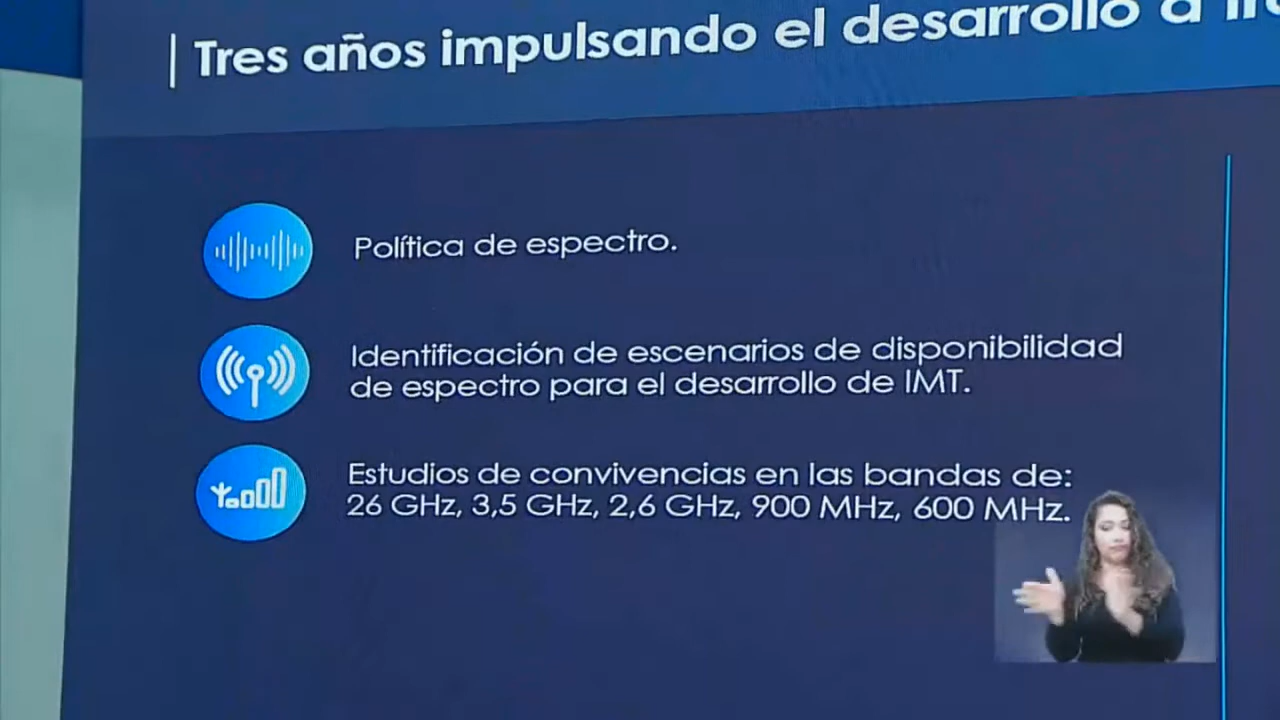 Tres años impulsando el desarrollo a
Política de espectro.
Identificación de escenarios de disponibilidad
de espectro para el desarrollo de IMT.
Estudios de convivencias en las bandas de:
26 GHz, 3,5 GHz, 2,6 GHz, 900 MHz, 600 MHz.